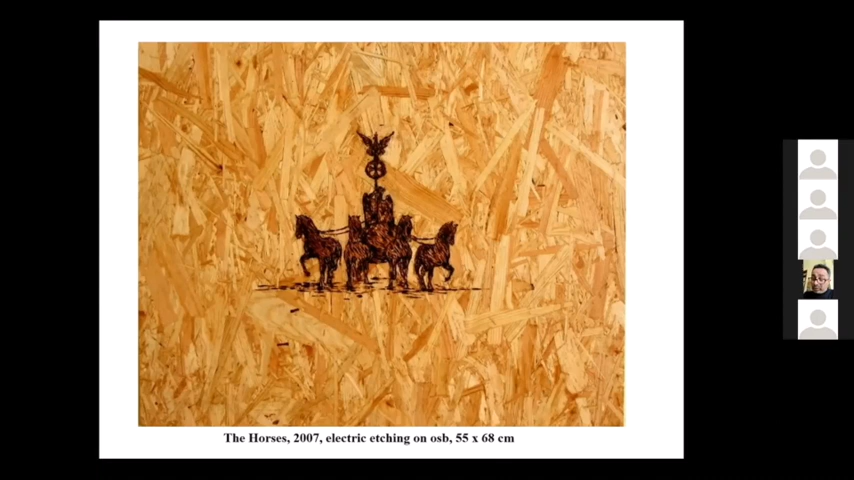 The Horses, 2007, electric etching on osb, 55 x 68 cm